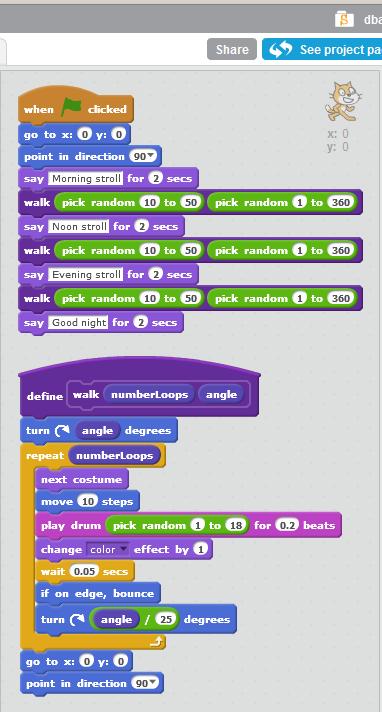 dba
Share
See project pa
when clicked
x: 0
y: 0
go to x: 0 y: 0
point in direction 90
say Morning stroll for 2 secs
walk pick random 10 to 50 pick random 1 to 360
say Noon stroll for 2 secs
walk pick random 10 to 50 pick random 1 to 360
say Evening stroll for 2 secs
walk pick random 10 to 50 pick random 1 to 360
say Good night for 2 secs
define walk numberLoops angle
turn angle degrees
repeat numberLoops
next costume
move 10 steps
play drum pick random 1 to 18 for 0.2 beats
change color effect by 1
wait 0.05 secs
if on edge, bounce
turn angle / 25 degrees
go to x: 0 y: 0
point in direction 90